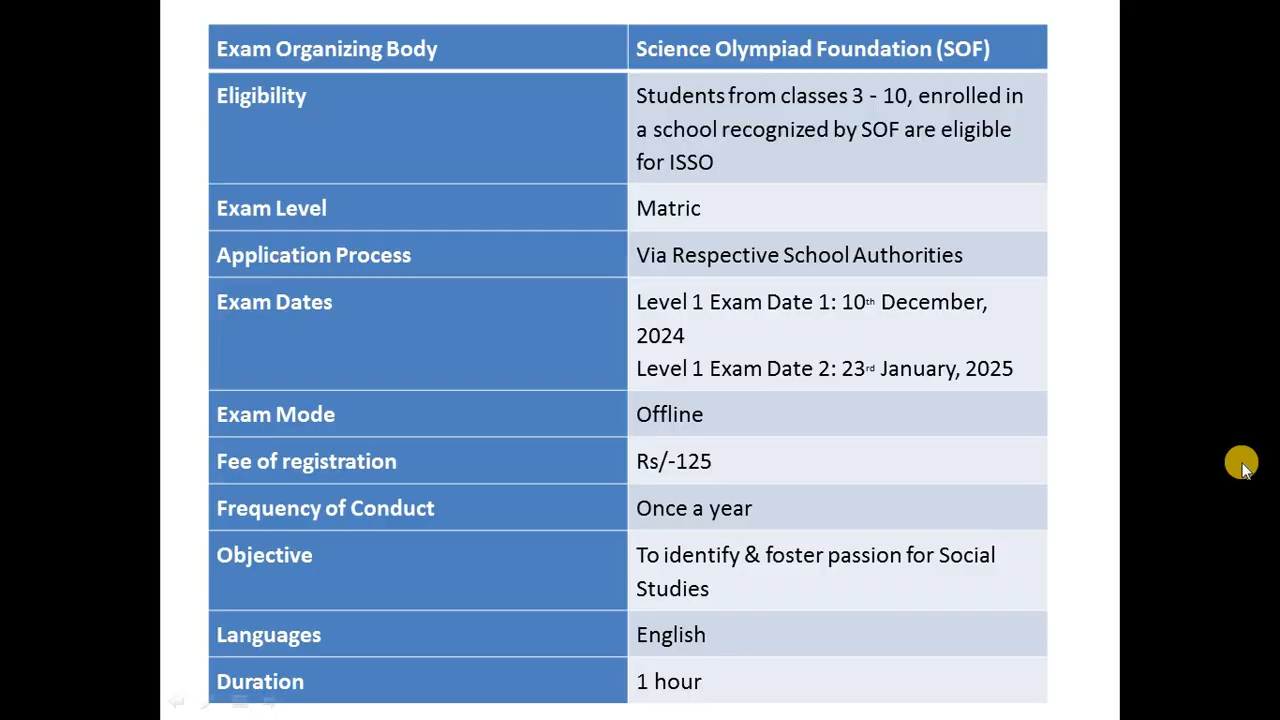 Exam Organizing Body
Science Olympiad Foundation (SOF)
Eligibility
Students from classes 3 - 10, enrolled in
a school recognized by SOF are eligible
for ISSO
Exam Level
Matric
Application Process
Via Respective School Authorities
Exam Dates
Level 1 Exam Date 1: 10th December,
2024
Level 1 Exam Date 2: 23rd January, 2025
Exam Mode
Offline
Fee of registration
Rs/-125
Frequency of Conduct
Once a year
Objective
To identify & foster passion for Social
Studies
Languages
English
Duration
1 hour